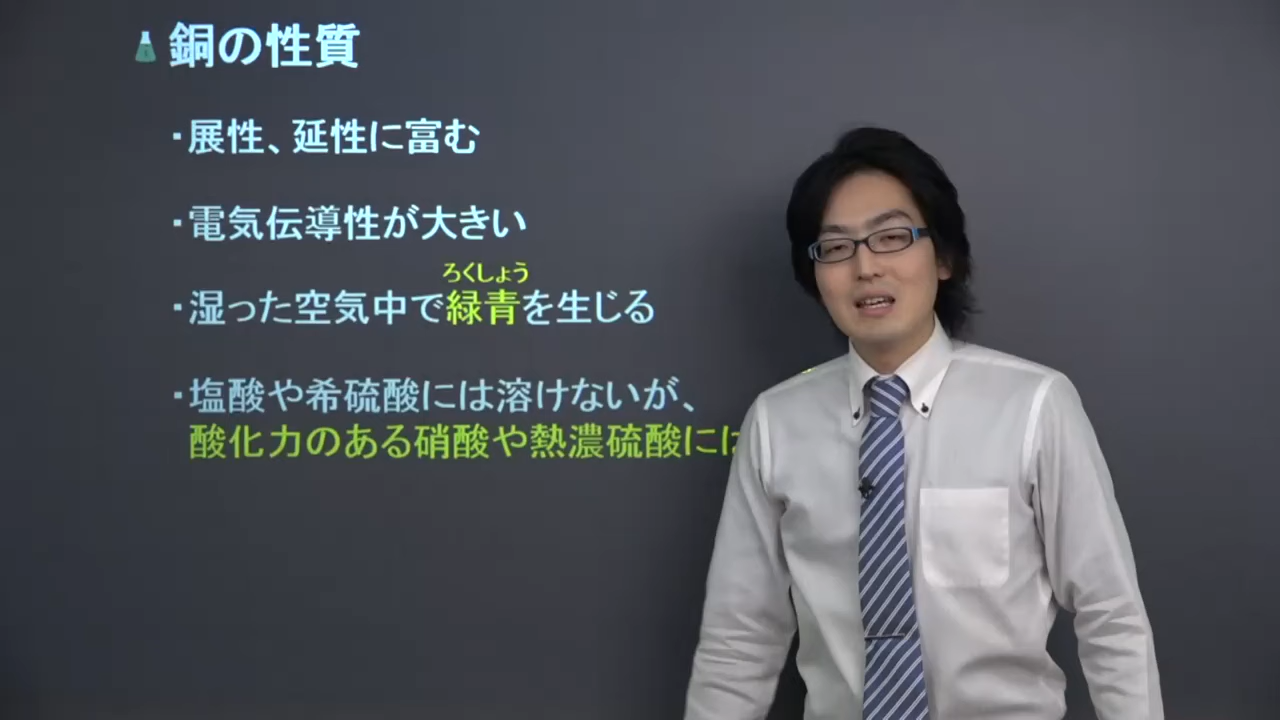 銅の性質
・展性、延性に富む
・電気伝導性が大きい
ろくしょう
・湿った空気中で緑青を生じる
・塩酸や希硫酸には溶けないが、
酸化力のある硝酸や熱濃硫酸には